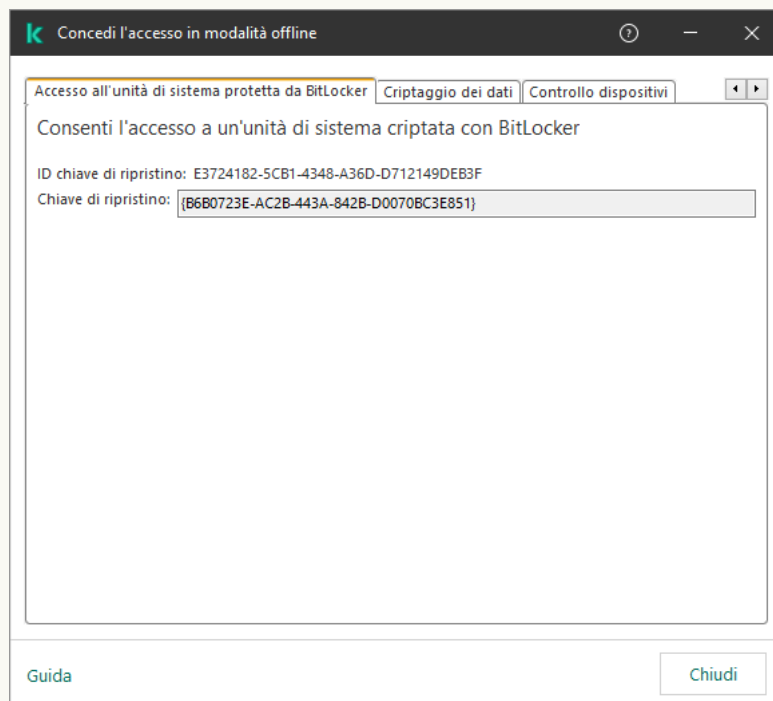 Concedi l'accesso in modalità offline
Accesso all'unità di sistema protetta da BitLocker Criptaggio dei dati Controllo dispositivi
Consenti l'accesso a un'unità di sistema criptata con BitLocker
ID chiave di ripristino: E3724182-5CB1-4348-A36D-D712149DEB3F
Chiave di ripristino: {B6B0723E-AC2B-443A-842B-D0070BC3E851}
Guida Chiudi